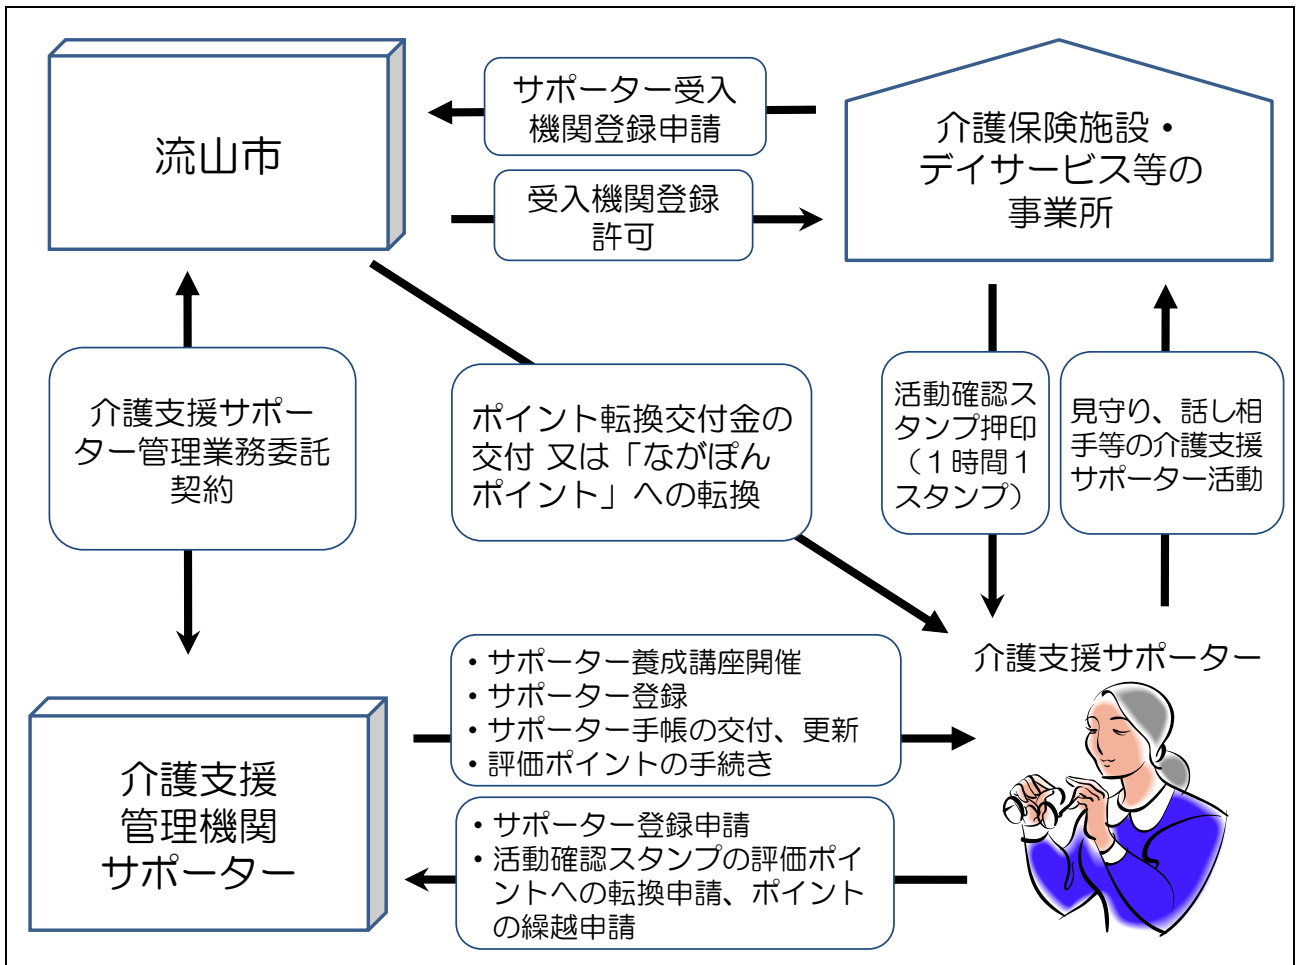 流山市
サポーター受入
機関登録申請
受入機関登録
許可
介護保険施設・
デイサービス等の
事業所
介護支援サポー
ター管理業務委託
契約
ポイント転換交付金の
交付 又は「ながぽん
ポイント」への転換
活動確認ス
タンプ押印
（１時間１
スタンプ）
見守り、話し相
手等の介護支援
サポーター活動
介護支援サポーター
・サポーター養成講座開催
・サポーター登録
・サポーター手帳の交付、更新
・評価ポイントの手続き
介護支援
管理機関
サポーター
・サポーター登録申請
・活動確認スタンプの評価ポイ
ントへの転換申請、ポイント
の繰越申請